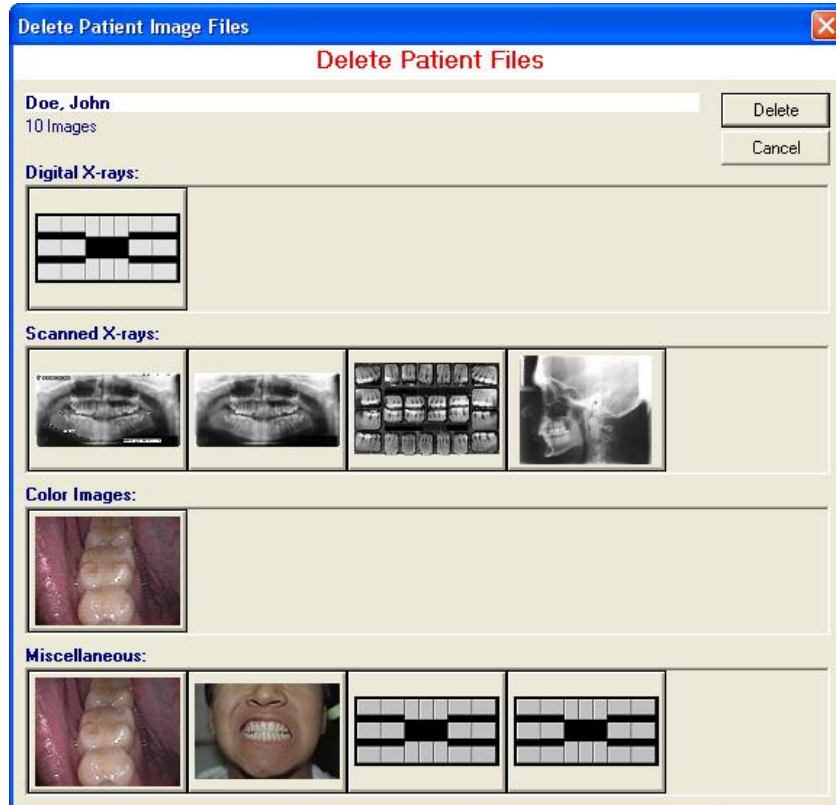 Delete Patient Image Files
Delete Patient Files
Doe, John
Delete
10 Images
Cancel
Digital X-rays:
Scanned X-rays:
Color Images:
Miscellaneous: